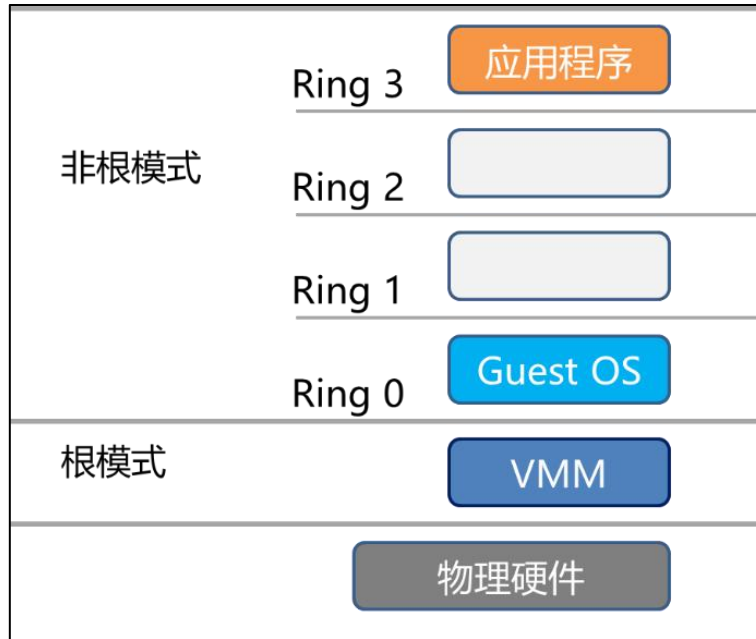 应用程序
Ring 3
非根模式
Ring 2
Ring 1
Guest OS
Ring 0
根模式
VMM
物理硬件